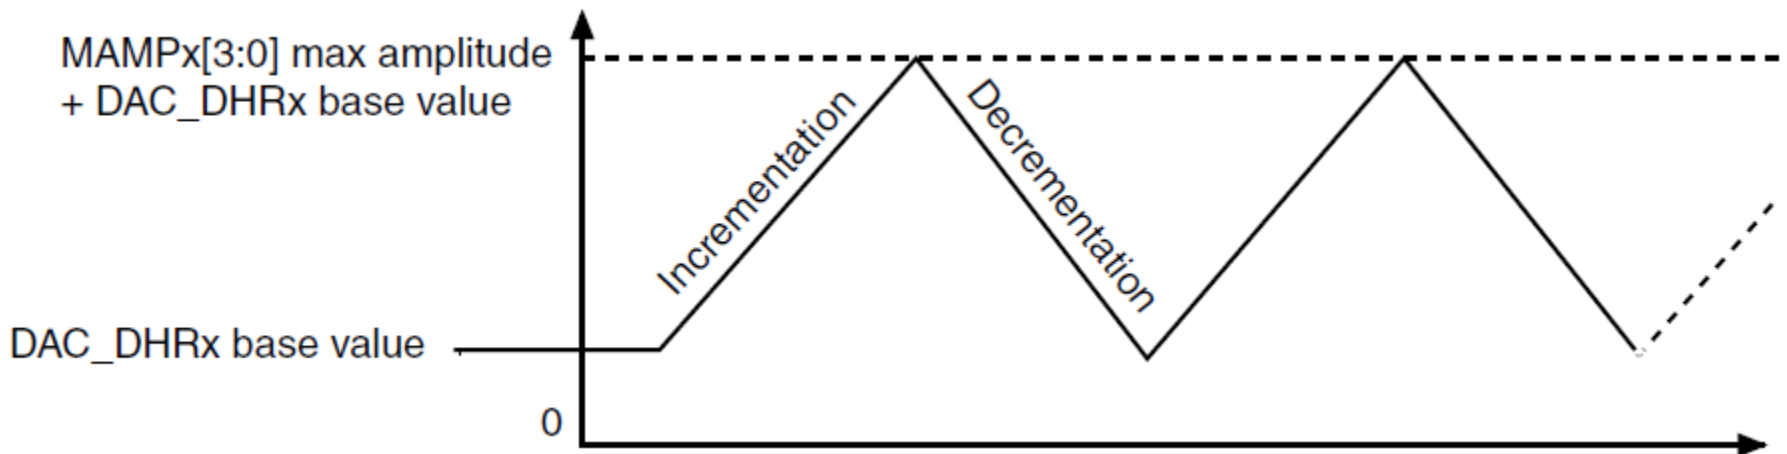 MAMPx[3:0] max amplitude
+ DAC_DHRx base value
Incrementation
Decrementation
DAC_DHRx base value
0